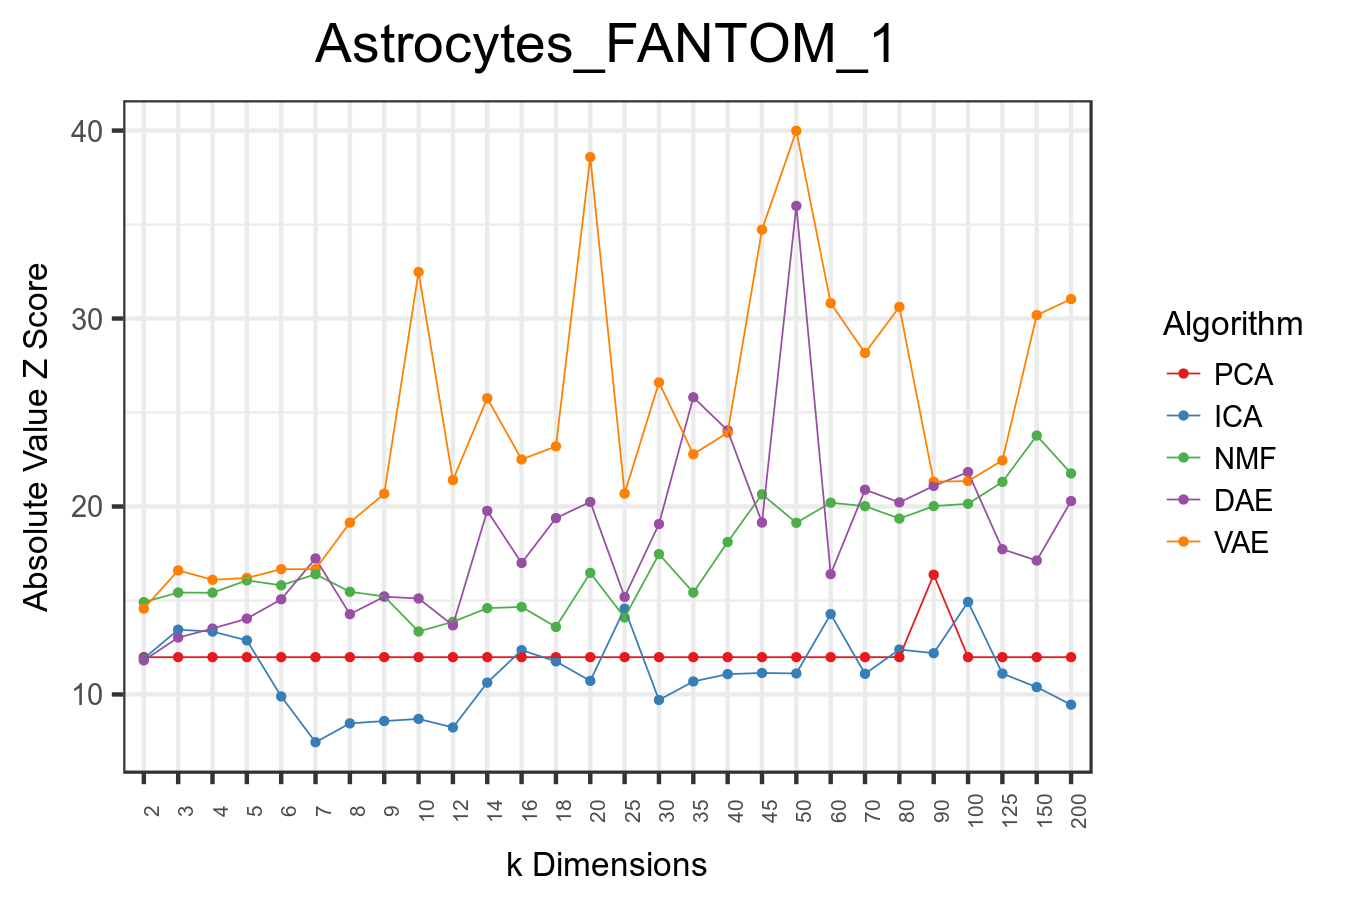 Astrocytes_FANTOM_1
Absolute Value Z Score
40
30
20
10
2 3 4 5 6 7 8 9 10 12 14 16 18 20 25 30 35 40 45 50 60 70 80 90 100 125 150 200
k Dimensions
Algorithm
PCA
ICA
NMF
DAE
VAE